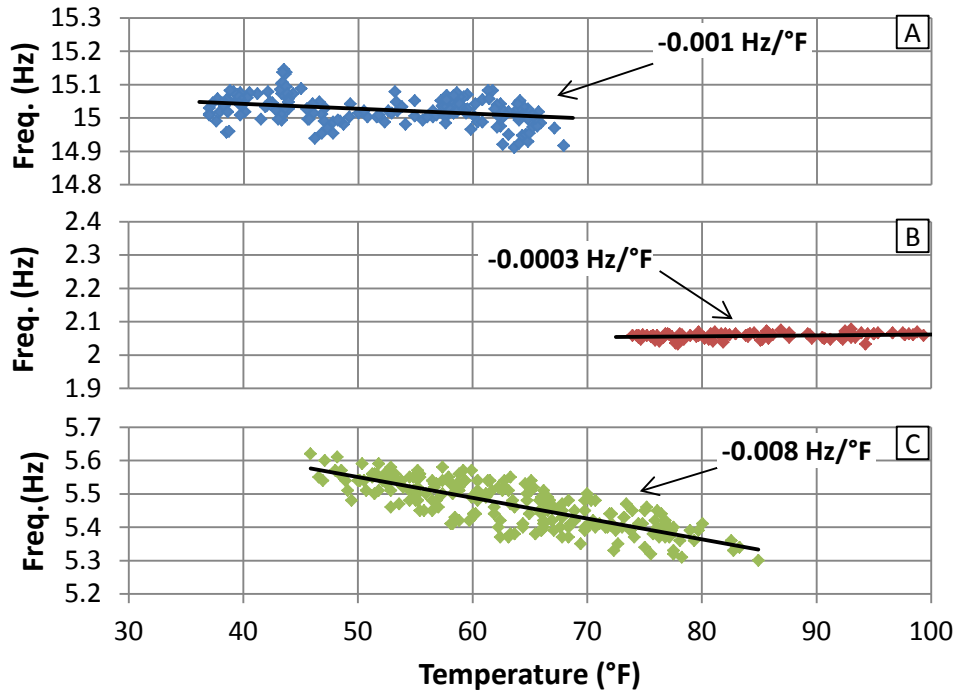 15.3
15.2
15.1
15
14.9
14.8
Freq. (Hz)
A
-0.001 Hz/°F
2.4
2.3
2.2
2.1
2
1.9
Freq. (Hz)
B
-0.0003 Hz/°F
5.7
5.6
5.5
5.4
5.3
5.2
Freq.(Hz)
C
-0.008 Hz/°F
30 40 50 60 70 80 90 100
Temperature (°F)